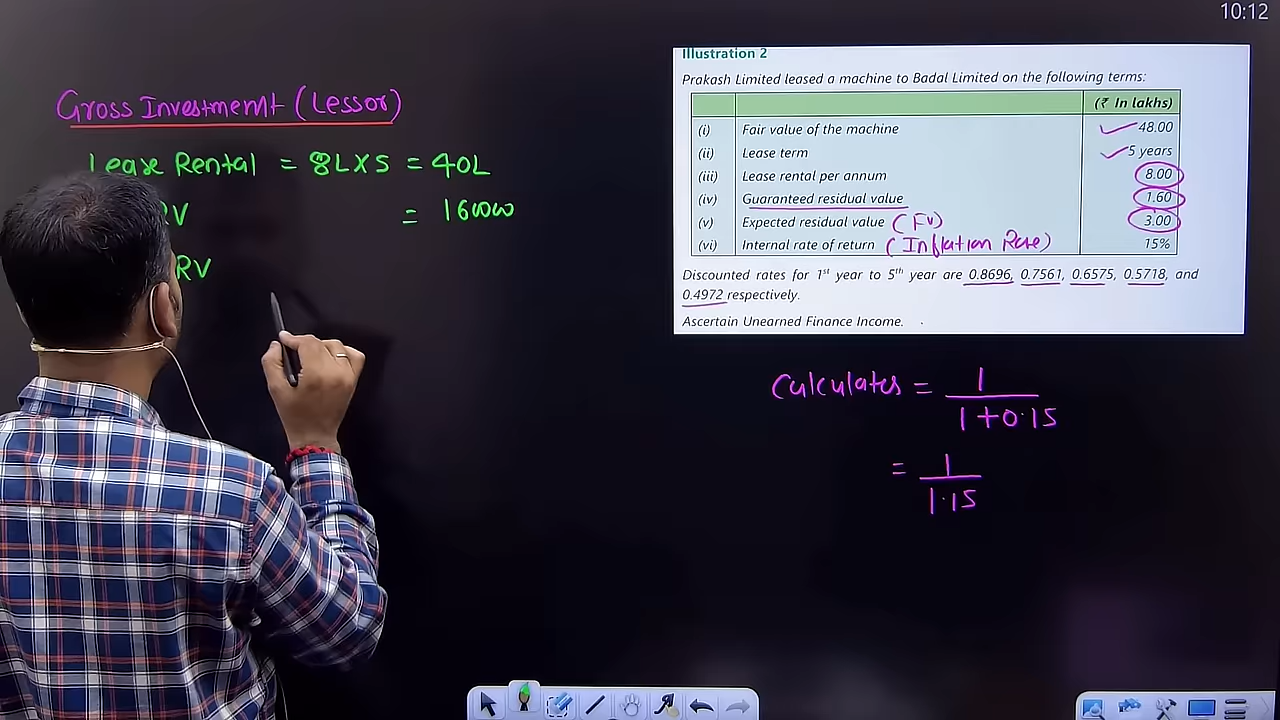 10:12
Gross Investmemt (Lessor)
Lease Rental = 8L X 5 = 40L
RV = 160000
RV
Illustration 2
Prakash Limited leased a machine to Badal Limited on the following terms:
(₹ In lakhs)
(i) Fair value of the machine 48.00
(ii) Lease term 5 years
(iii) Lease rental per annum 8.00
(iv) Guaranteed residual value 1.60
(v) Expected residual value (FV) 3.00
(vi) Internal rate of return (Inflation Rate) 15%
Discounted rates for 1st year to 5th year are 0.8696, 0.7561, 0.6575, 0.5718, and
0.4972 respectively.
Ascertain Unearned Finance Income.
Calculates = 1 / 1+0.15
= 1 / 1.15